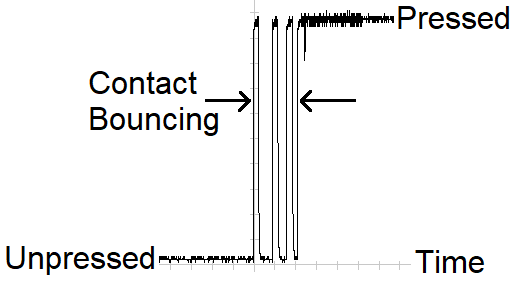 Pressed
Contact
Bouncing
Unpressed
Time